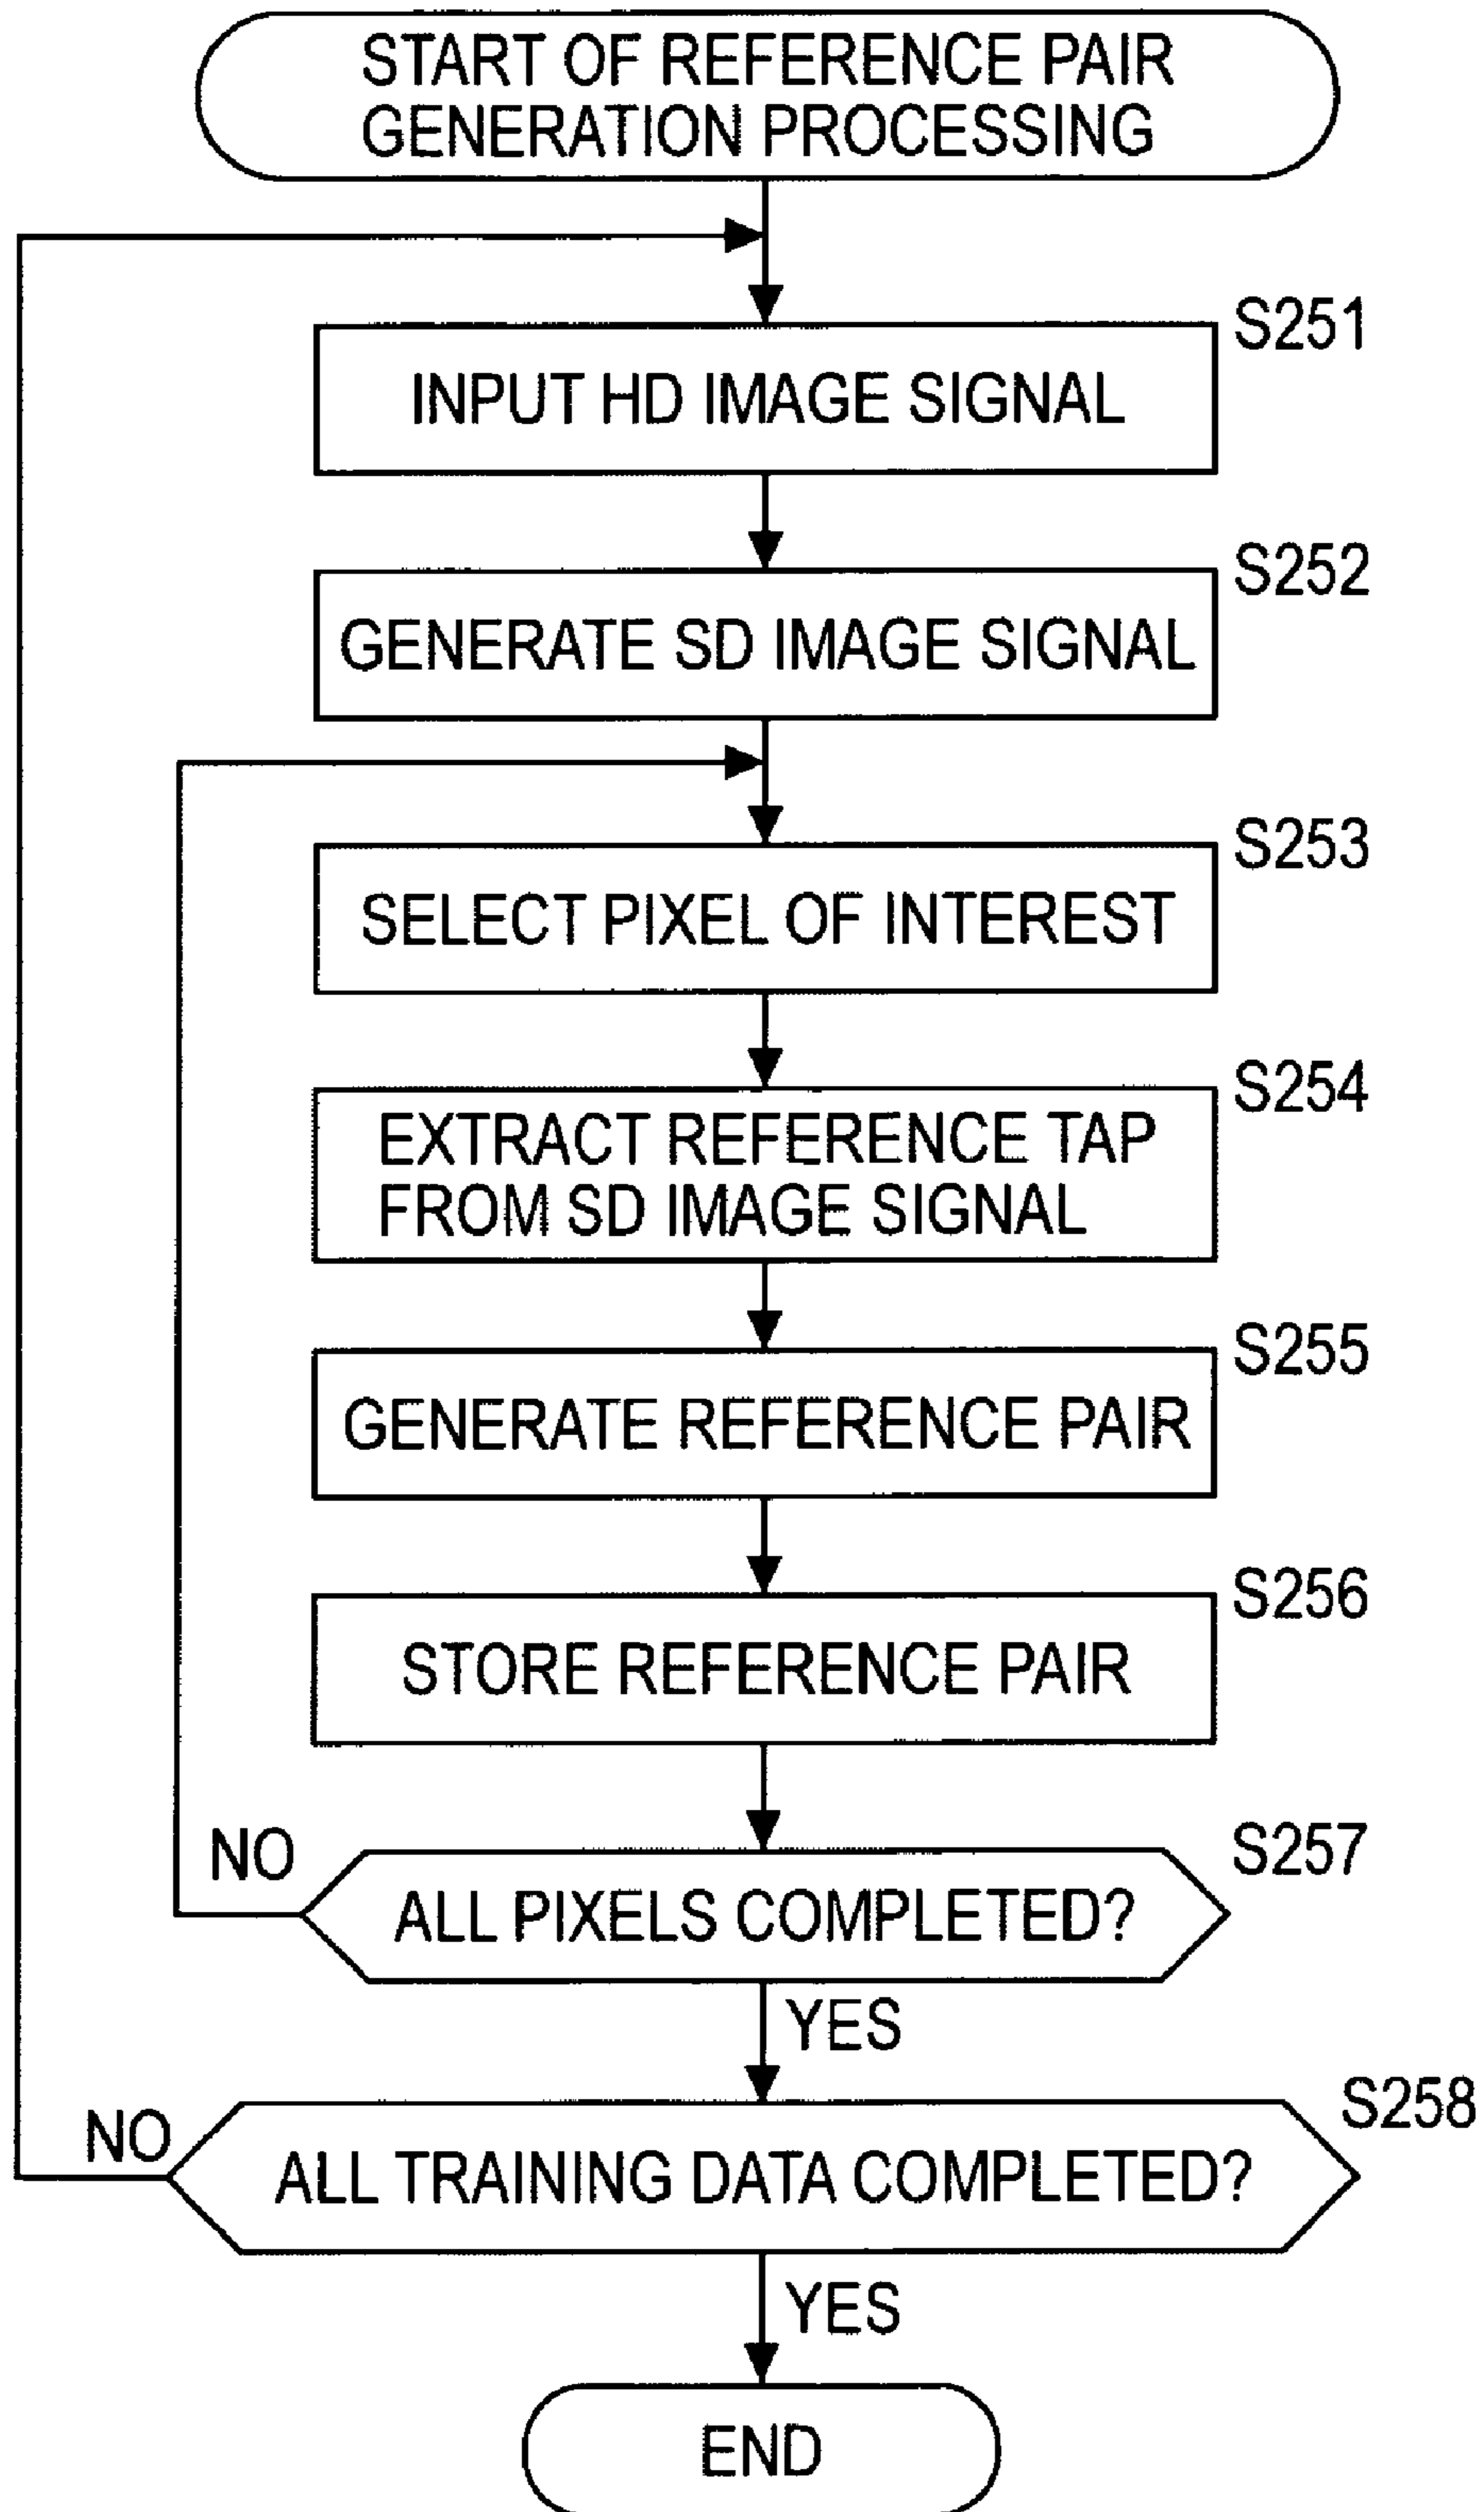 START OF REFERENCE PAIR
GENERATION PROCESSING
S251
INPUT HD IMAGE SIGNAL
S252
GENERATE SD IMAGE SIGNAL
S253
SELECT PIXEL OF INTEREST
S254
EXTRACT REFERENCE TAP
FROM SD IMAGE SIGNAL
S255
GENERATE REFERENCE PAIR
S256
STORE REFERENCE PAIR
S257
NO
ALL PIXELS COMPLETED?
YES
S258
NO
ALL TRAINING DATA COMPLETED?
YES
END